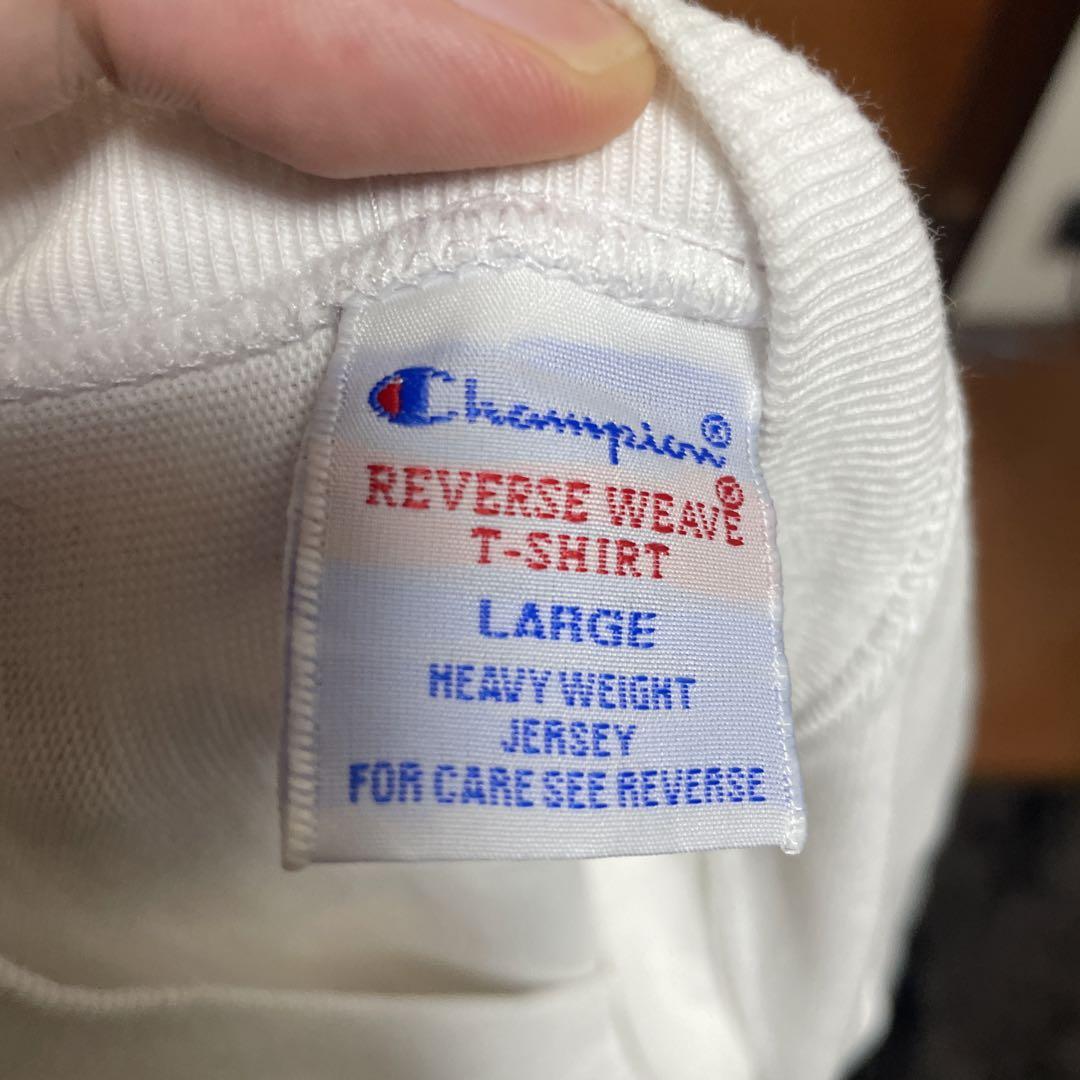 Champion®
REVERSE WEAVE®
T-SHIRT
LARGE
HEAVY WEIGHT
JERSEY
FOR CARE SEE REVERSE